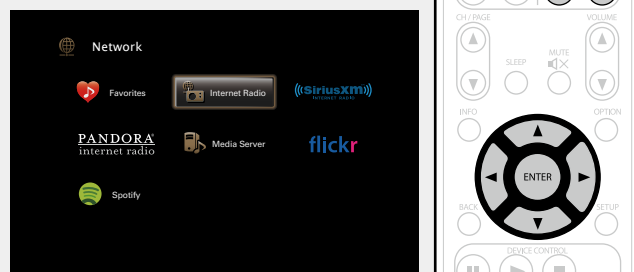 Network
Favorites
Internet Radio
((SiriusXM))
INTERNET RADIO
PANDORA
internet radio
Media Server
flickr
Spotify
CH / PAGE
VOLUME
MUTE
SLEEP
INFO
OPTION
ENTER
BACK
SETUP
DEVICE CONTROL